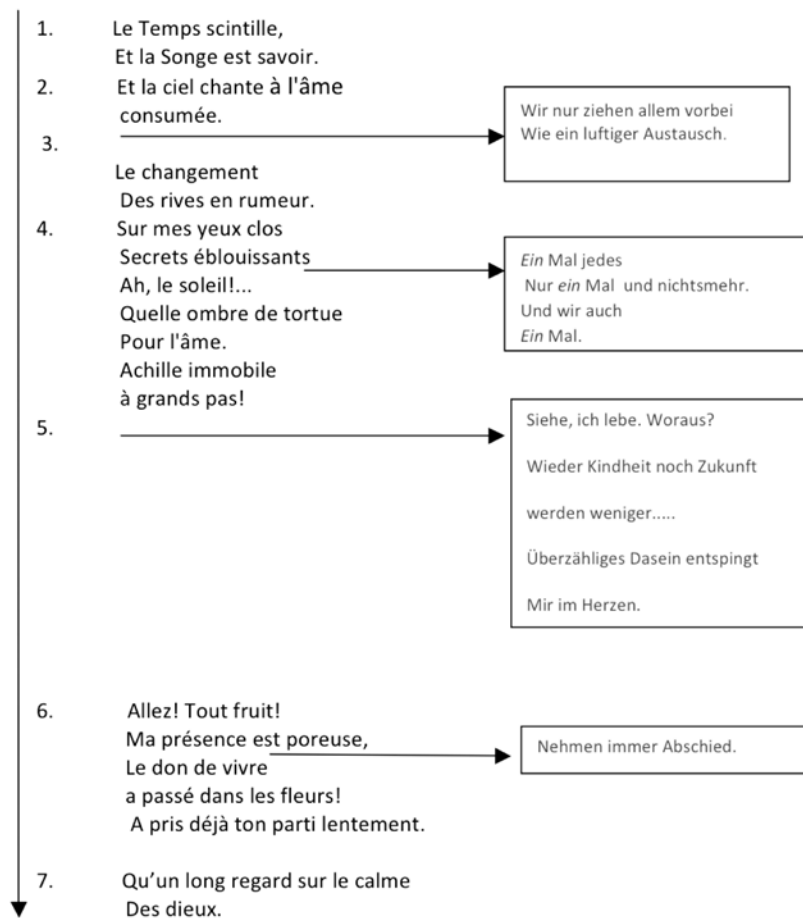 1. Le Temps scintille,
Et la Songe est savoir.
2. Et la ciel chante à l'âme
consumée.
Wir nur ziehen allem vorbei
Wie ein luftiger Austausch.
3.
Le changement
Des rives en rumeur.
4. Sur mes yeux clos
Secrets éblouissants
Ah, le soleil!...
Quelle ombre de tortue
Pour l'âme.
Achille immobile
à grands pas!
Ein Mal jedes
Nur ein Mal und nichtsmehr.
Und wir auch
Ein Mal.
5.
Siehe, ich lebe. Woraus?
Wieder Kindheit noch Zukunft
werden weniger.....
Überzähliges Dasein entspingt
Mir im Herzen.
6. Allez! Tout fruit!
Ma présence est poreuse,
Le don de vivre
a passé dans les fleurs!
A pris déjà ton parti lentement.
Nehmen immer Abschied.
7. Qu'un long regard sur le calme
Des dieux.